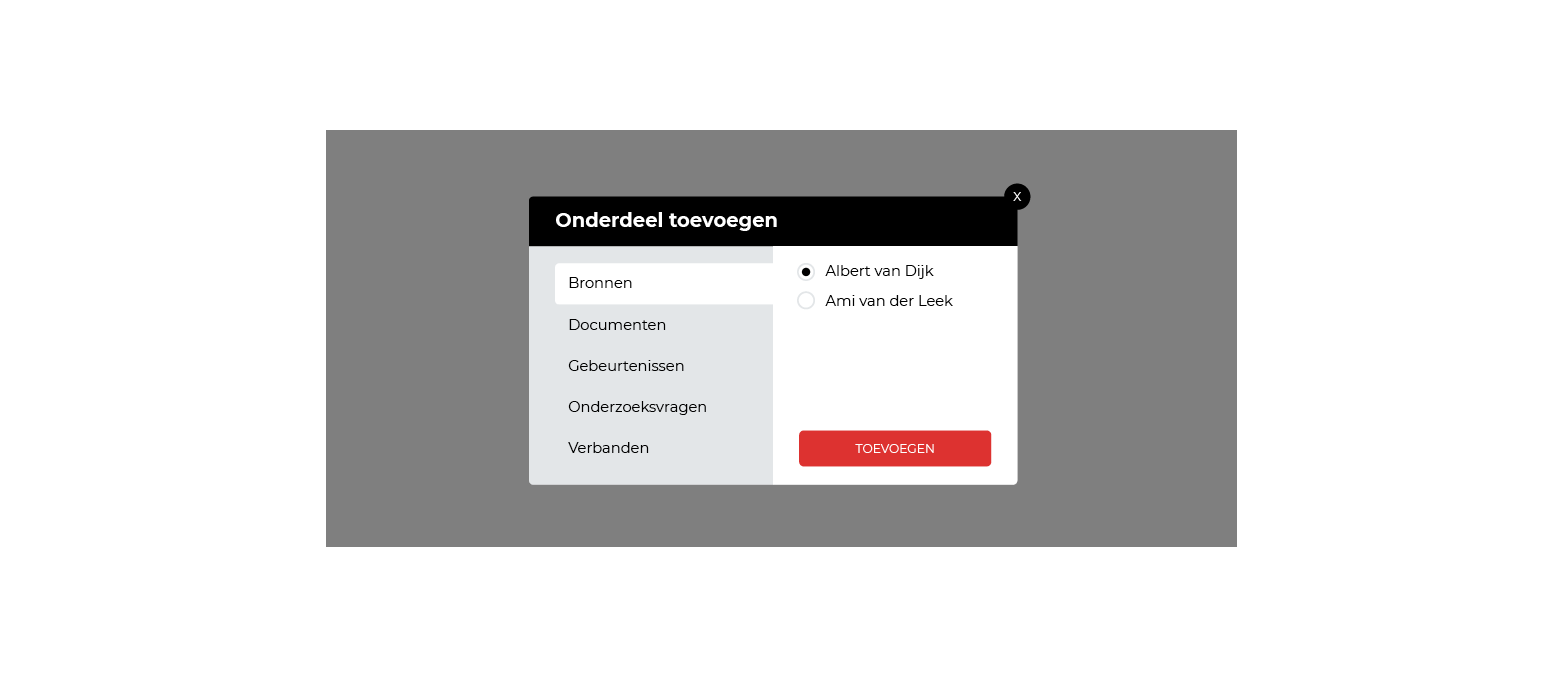 X
Onderdeel toevoegen
Bronnen
Documenten
Gebeurtenissen
Onderzoeksvragen
Verbanden
Albert van Dijk
Ami van der Leek
TOEVOEGEN